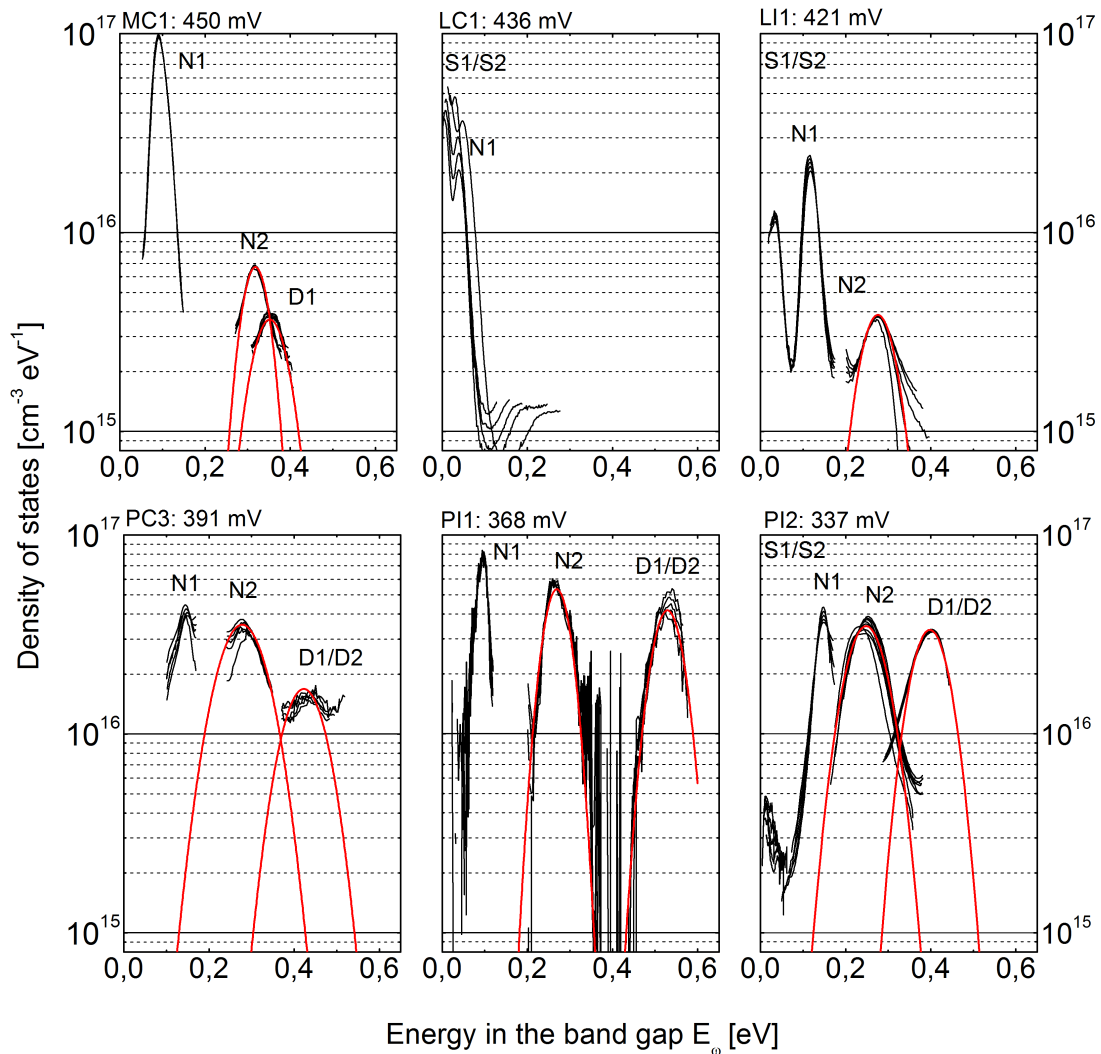 MC1: 450 mV
LC1: 436 mV
LI1: 421 mV
10^17
10^17
N1
S1/S2
S1/S2
N1
N1
10^16
10^16
N2
N2
D1
10^15
10^15
0,0 0,2 0,4 0,6
0,0 0,2 0,4 0,6
0,0 0,2 0,4 0,6
Density of states [cm^-3 eV^-1]
PC3: 391 mV
PI1: 368 mV
PI2: 337 mV
10^17
10^17
S1/S2
N1
N2
N1
N2
D1/D2
N1
N2
D1/D2
D1/D2
10^16
10^16
10^15
10^15
0,0 0,2 0,4 0,6
0,0 0,2 0,4 0,6
0,0 0,2 0,4 0,6
Energy in the band gap E_ω [eV]